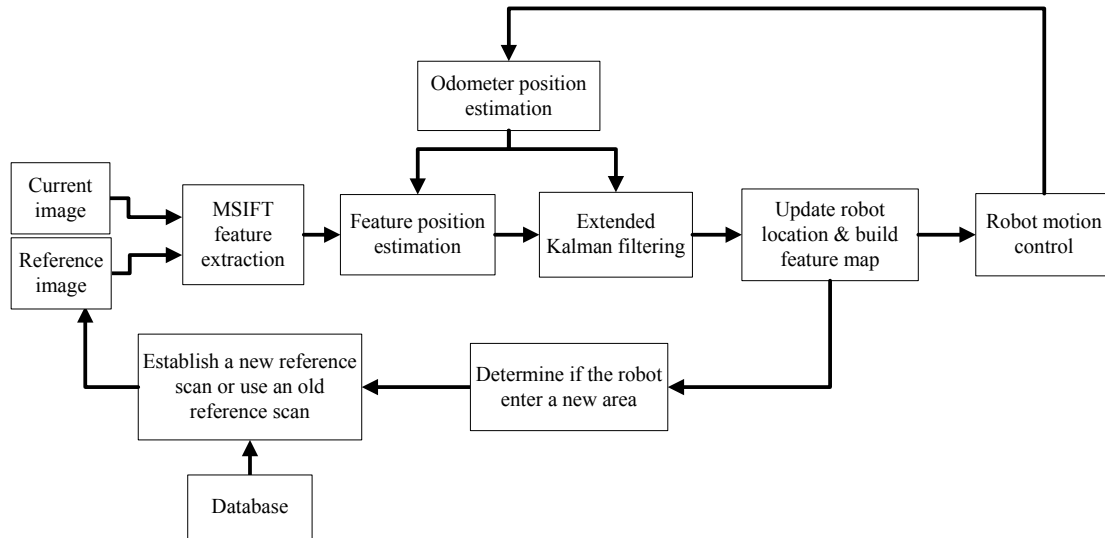 Odometer position
estimation
Current
image
Reference
image
MSIFT
feature
extraction
Feature position
estimation
Extended
Kalman filtering
Update robot
location & build
feature map
Robot motion
control
Establish a new reference
scan or use an old
reference scan
Determine if the robot
enter a new area
Database